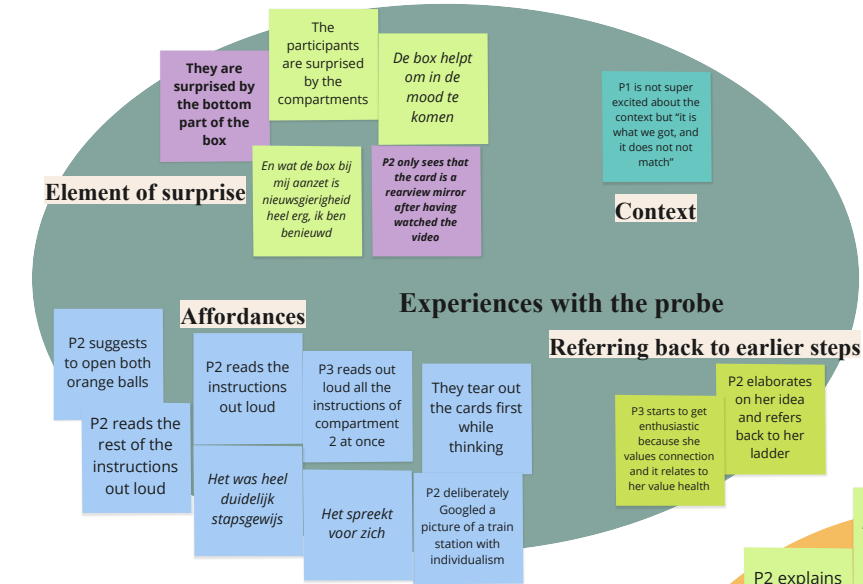 The
participants
are surprised
by the
compartments
They are
surprised by
the bottom
part of the
box
De box helpt
om in de
mood te
komen
En wat de box bij
mij aanzet is
nieuwsgierigheid
heel erg, ik ben
benieuwd
P2 only sees that
the card is a
rearview mirror
after having
watched the
video
Element of surprise
P1 is not super
excited about the
context but “it is
what we got, and
it does not not
match”
Context
Experiences with the probe
Affordances
P2 suggests
to open both
orange balls
P2 reads the
rest of the
instructions
out loud
P2 reads the
instructions
out loud
P3 reads out
loud all the
instructions of
compartment
2 at once
They tear out
the cards first
while
thinking
Het was heel
duidelijk
stapsgewijs
Het spreekt
voor zich
P2 deliberately
Googled a
picture of a train
station with
individualism
Referring back to earlier steps
P3 starts to get
enthusiastic
because she
values connection
and it relates to
her value health
P2 elaborates
on her idea
and refers
back to her
ladder
P2 explains